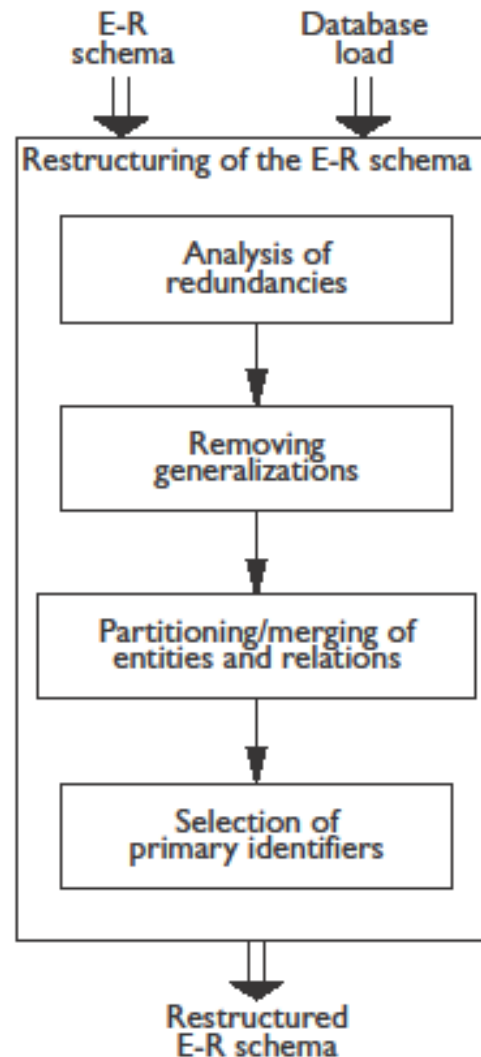 E-R
schema
Database
load
Restructuring of the E-R schema
Analysis of
redundancies
Removing
generalizations
Partitioning/merging of
entities and relations
Selection of
primary identifiers
Restructured
E-R schema